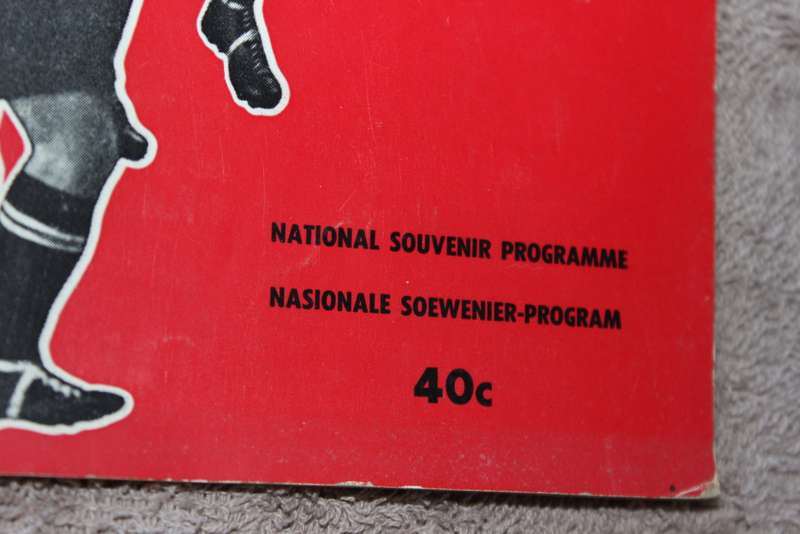 NATIONAL SOUVENIR PROGRAMME
NASIONALE SOEWENIER-PROGRAM
40c